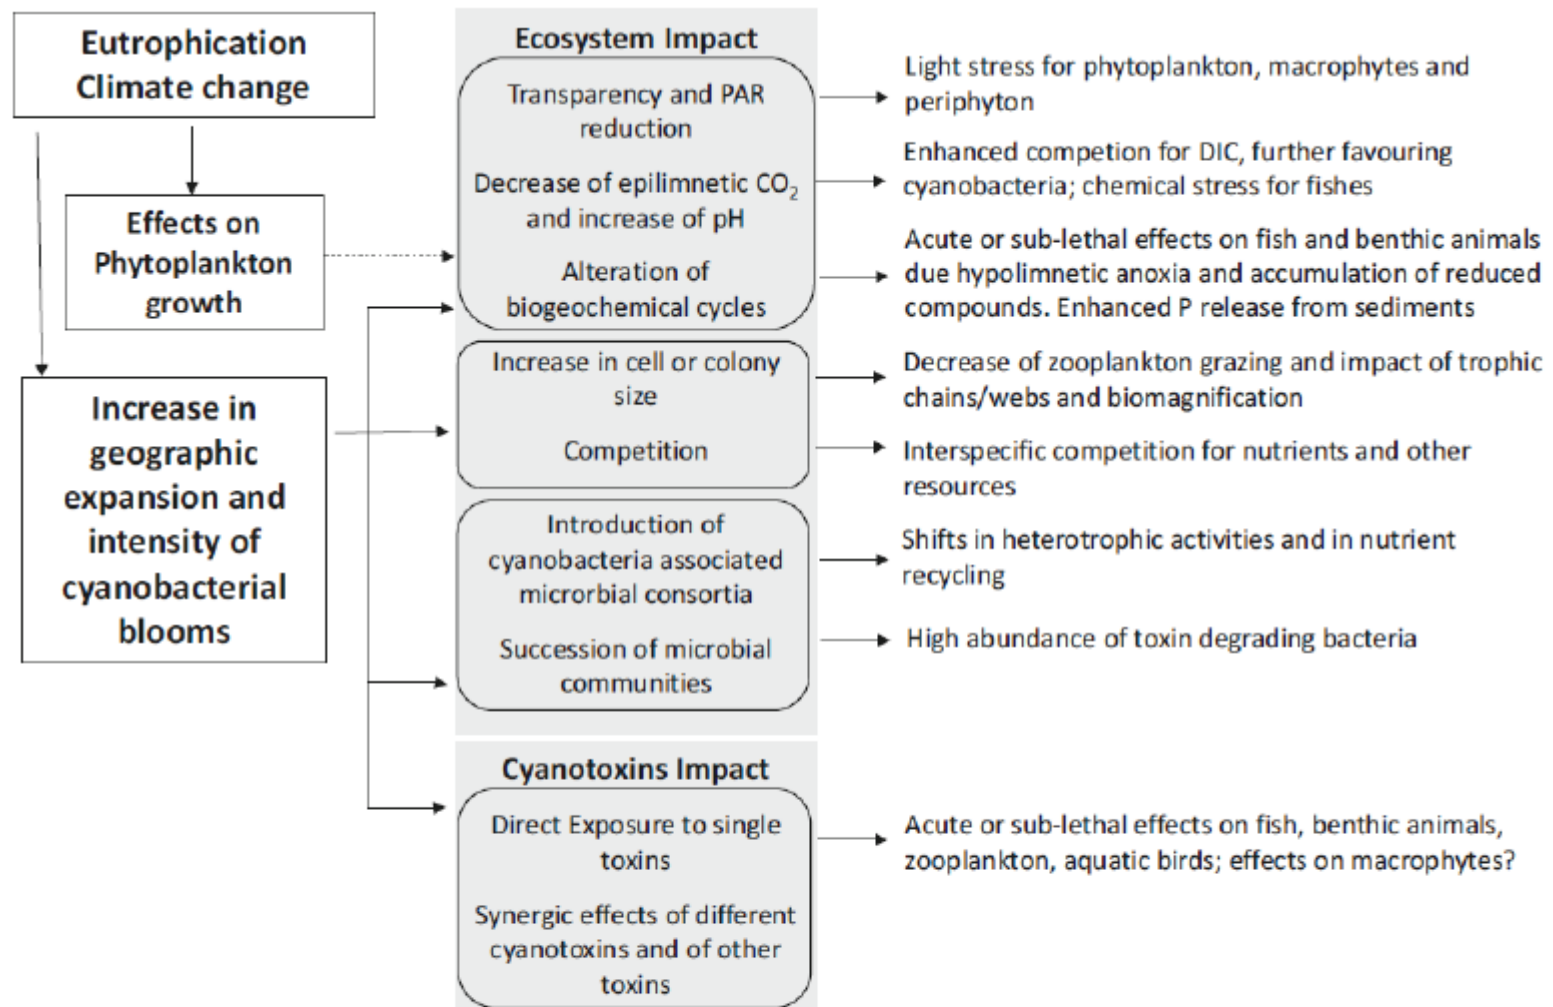 Eutrophication
Climate change
Effects on
Phytoplankton
growth
Increase in
geographic
expansion and
intensity of
cyanobacterial
blooms
Ecosystem Impact
Transparency and PAR
reduction
Decrease of epilimnetic CO₂
and increase of pH
Alteration of
biogeochemical cycles
Increase in cell or colony
size
Competition
Introduction of
cyanobacteria associated
microrbial consortia
Succession of microbial
communities
Cyanotoxins Impact
Direct Exposure to single
toxins
Synergic effects of different
cyanotoxins and of other
toxins
Light stress for phytoplankton, macrophytes and
periphyton
Enhanced competion for DIC, further favouring
cyanobacteria; chemical stress for fishes
Acute or sub-lethal effects on fish and benthic animals
due hypolimnetic anoxia and accumulation of reduced
compounds. Enhanced P release from sediments
Decrease of zooplankton grazing and impact of trophic
chains/webs and biomagnification
Interspecific competition for nutrients and other
resources
Shifts in heterotrophic activities and in nutrient
recycling
High abundance of toxin degrading bacteria
Acute or sub-lethal effects on fish, benthic animals,
zooplankton, aquatic birds; effects on macrophytes?